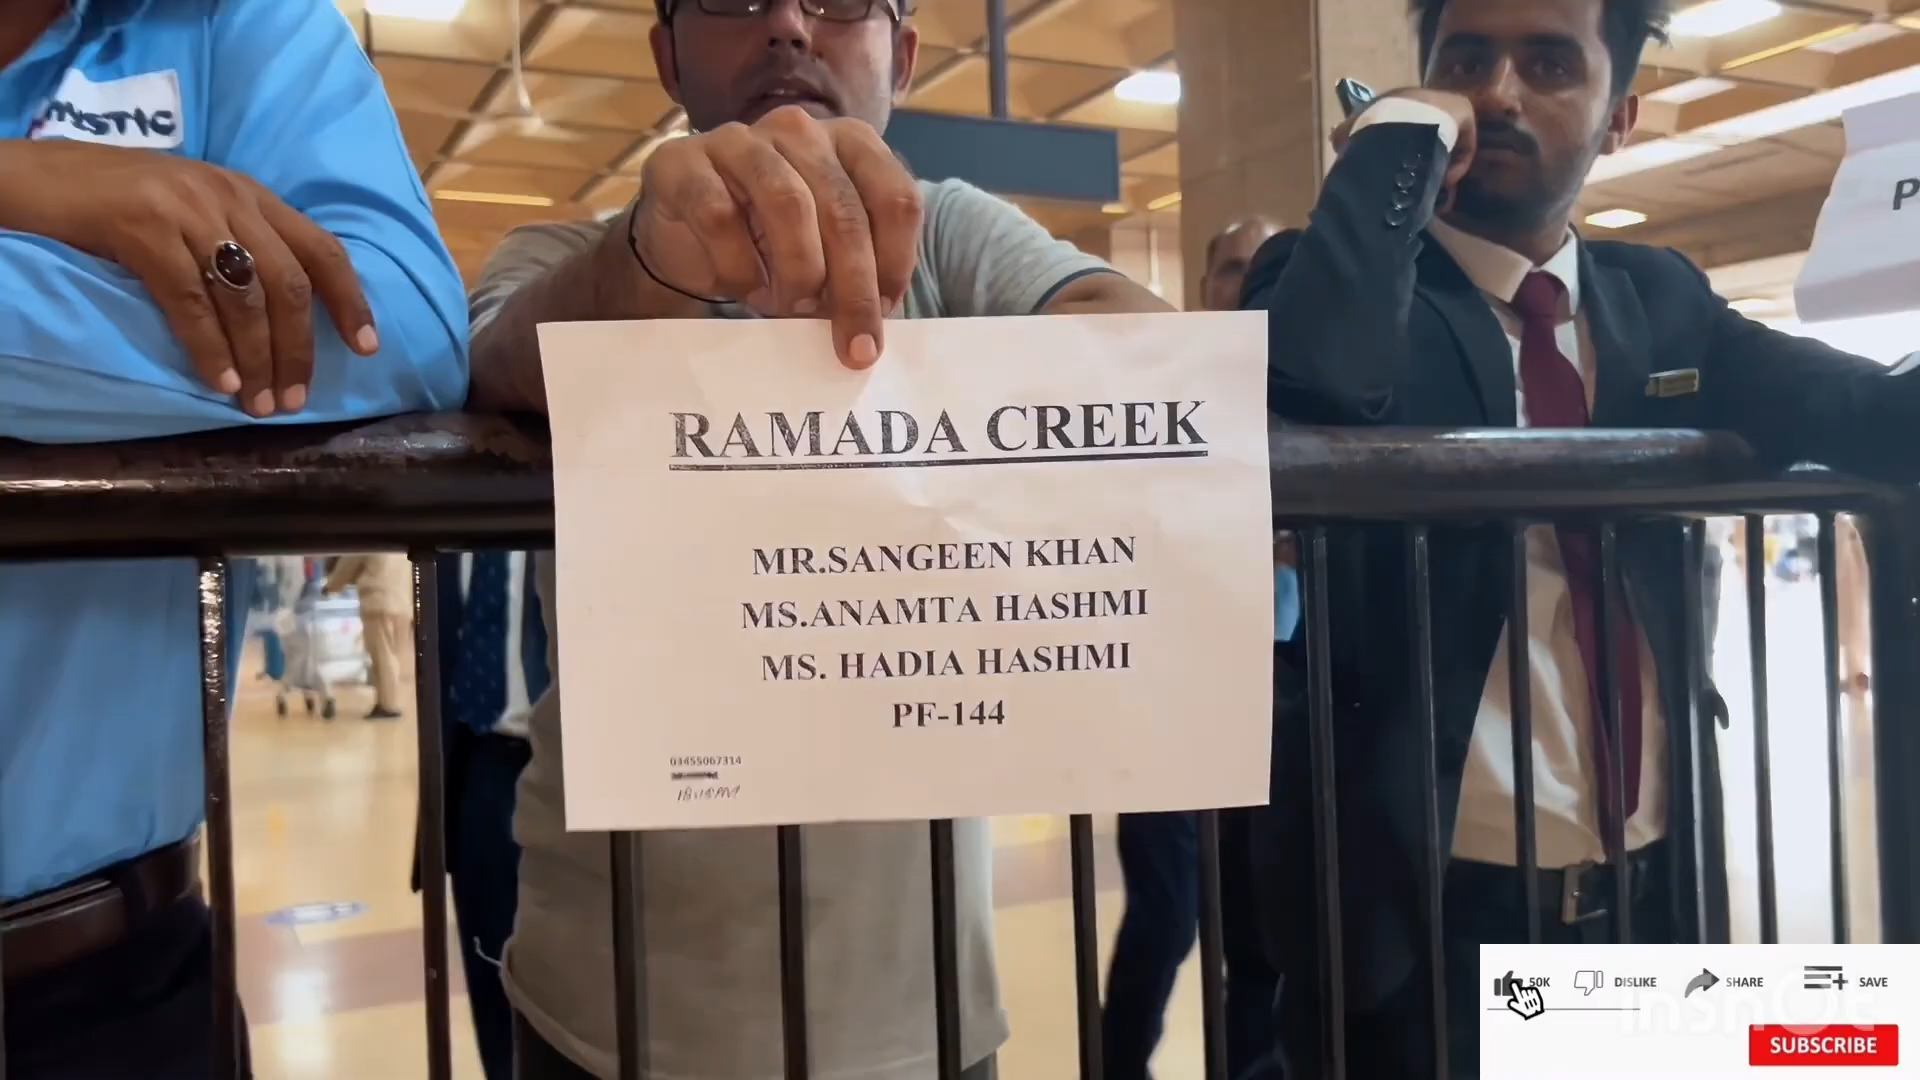 RAMADA CREEK
MR.SANGEEN KHAN
MS.ANAMTA HASHMI
MS. HADIA HASHMI
PF-144
03455067314
P
50K
DISLIKE
SHARE
SAVE
SUBSCRIBE